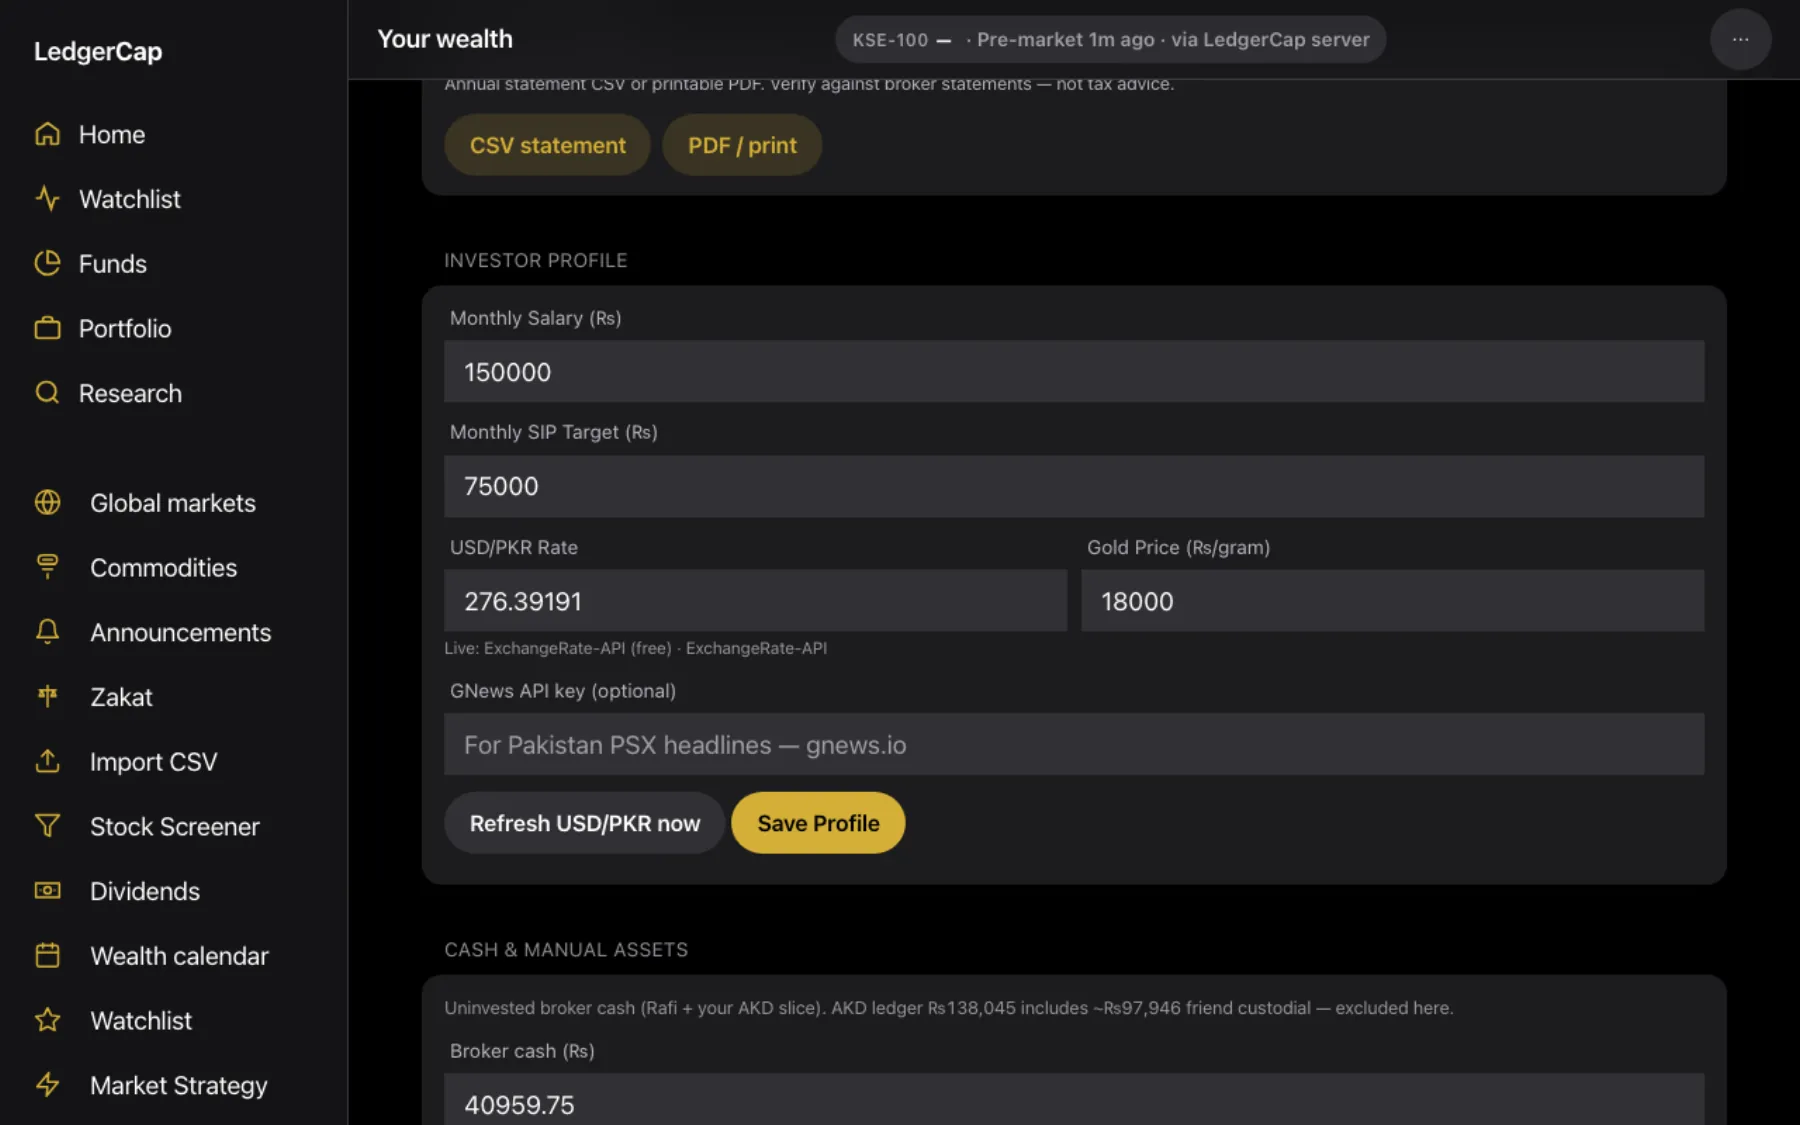 LedgerCap
Home
Watchlist
Funds
Portfolio
Research
Global markets
Commodities
Announcements
Zakat
Import CSV
Stock Screener
Dividends
Wealth calendar
Watchlist
Market Strategy
Your wealth
KSE-100 — · Pre-market 1m ago · via LedgerCap server
...
Annual statement CSV or printable PDF. Verify against broker statements — not tax advice.
CSV statement
PDF / print
INVESTOR PROFILE
Monthly Salary (₨)
150000
Monthly SIP Target (₨)
75000
USD/PKR Rate
276.39191
Live: ExchangeRate-API (free) · ExchangeRate-API
Gold Price (₨/gram)
18000
GNews API key (optional)
For Pakistan PSX headlines — gnews.io
Refresh USD/PKR now
Save Profile
CASH & MANUAL ASSETS
Uninvested broker cash (Rafi + your AKD slice). AKD ledger ₨138,045 includes ~₨97,946 friend custodial — excluded here.
Broker cash (₨)
40959.75